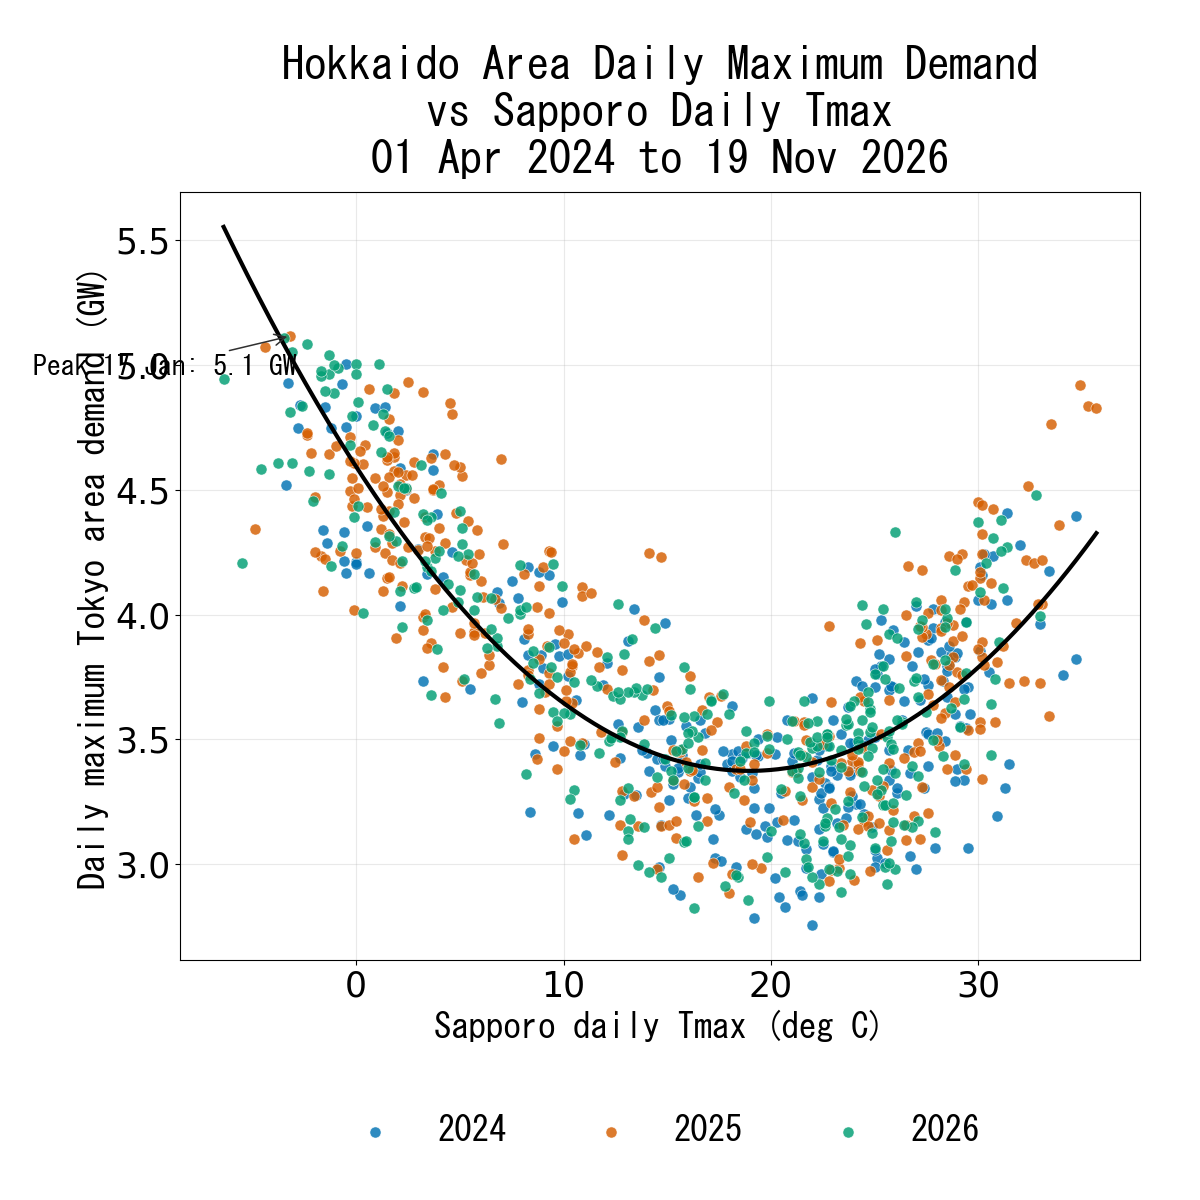 Hokkaido Area Daily Maximum Demand
vs Sapporo Daily Tmax
01 Apr 2024 to 19 Nov 2026
Daily maximum Tokyo area demand (GW)
5.5
5.0
4.5
4.0
3.5
3.0
Peak 17 Jan: 5.1 GW
0 10 20 30
Sapporo daily Tmax (deg C)
2024 2025 2026